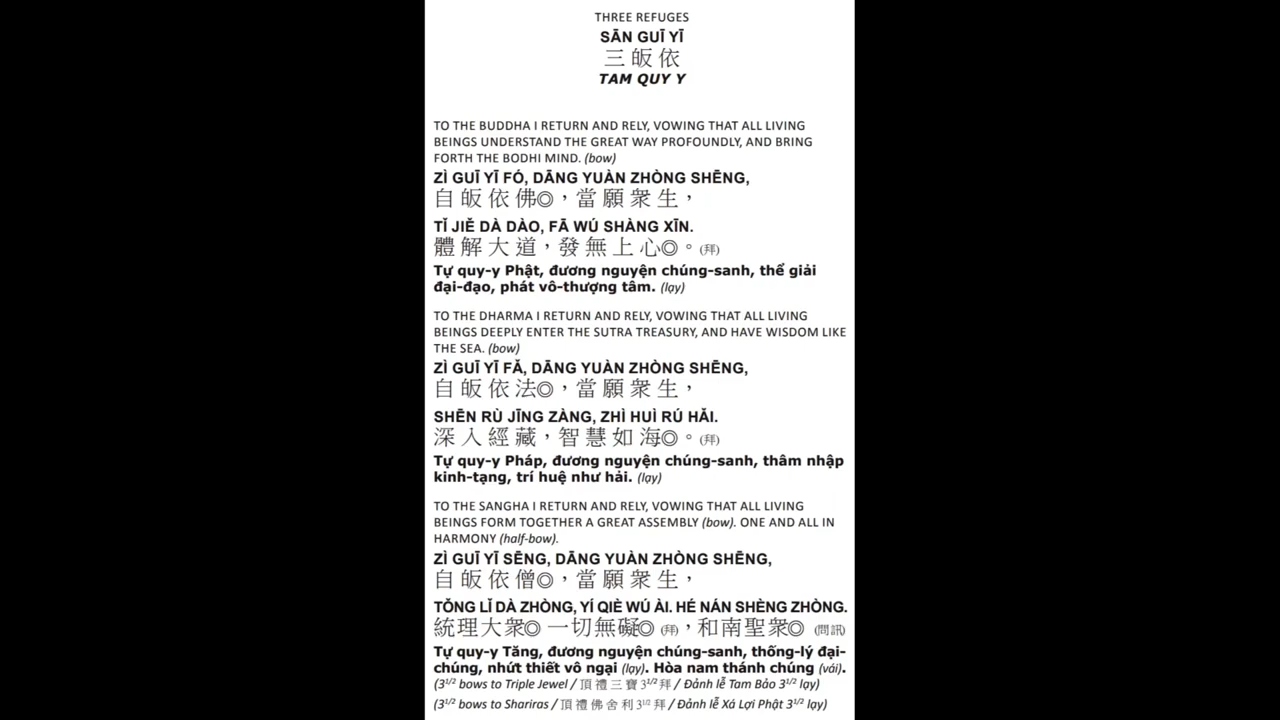 THREE REFUGES
SĀN GUĪ YĪ
三皈依
TAM QUY Y
TO THE BUDDHA I RETURN AND RELY, VOWING THAT ALL LIVING
BEINGS UNDERSTAND THE GREAT WAY PROFOUNDLY, AND BRING
FORTH THE BODHI MIND. (bow)
ZÌ GUĪ YĪ FÓ, DĀNG YUÀN ZHÒNG SHĒNG,
自皈依佛◎，當願衆生，
TǏ JIĚ DÀ DÀO, FĀ WÚ SHÀNG XĪN.
體解大道，發無上心◎。(拜)
Tự quy-y Phật, đương nguyện chúng-sanh, thể giải
đại-đạo, phát vô-thượng tâm. (lạy)
TO THE DHARMA I RETURN AND RELY, VOWING THAT ALL LIVING
BEINGS DEEPLY ENTER THE SUTRA TREASURY, AND HAVE WISDOM LIKE
THE SEA. (bow)
ZÌ GUĪ YĪ FǍ, DĀNG YUÀN ZHÒNG SHĒNG,
自皈依法◎，當願衆生，
SHĒN RÙ JĪNG ZÀNG, ZHÌ HUÌ RÚ HǍI.
深入經藏，智慧如海◎。(拜)
Tự quy-y Pháp, đương nguyện chúng-sanh, thâm nhập
kinh-tạng, trí huệ như hải. (lạy)
TO THE SANGHA I RETURN AND RELY, VOWING THAT ALL LIVING
BEINGS FORM TOGETHER A GREAT ASSEMBLY (bow). ONE AND ALL IN
HARMONY (half-bow).
ZÌ GUĪ YĪ SĒNG, DĀNG YUÀN ZHÒNG SHĒNG,
自皈依僧◎，當願衆生，
TǑNG LǏ DÀ ZHÒNG, YÍ QIÈ WÚ ÀI. HÉ NÁN SHÈNG ZHÒNG.
統理大衆◎ 一切無礙◎ (拜)，和南聖衆◎ (問訊)
Tự quy-y Tăng, đương nguyện chúng-sanh, thống-lý đại-
chúng, nhứt thiết vô ngại (lạy). Hòa nam thánh chúng (vái).
(3 1/2 bows to Triple Jewel / 頂禮三寶 3 1/2 拜 / Đảnh lễ Tam Bảo 3 1/2 lạy)
(3 1/2 bows to Shariras / 頂禮佛舍利 3 1/2 拜 / Đảnh lễ Xá Lợi Phật 3 1/2 lạy)